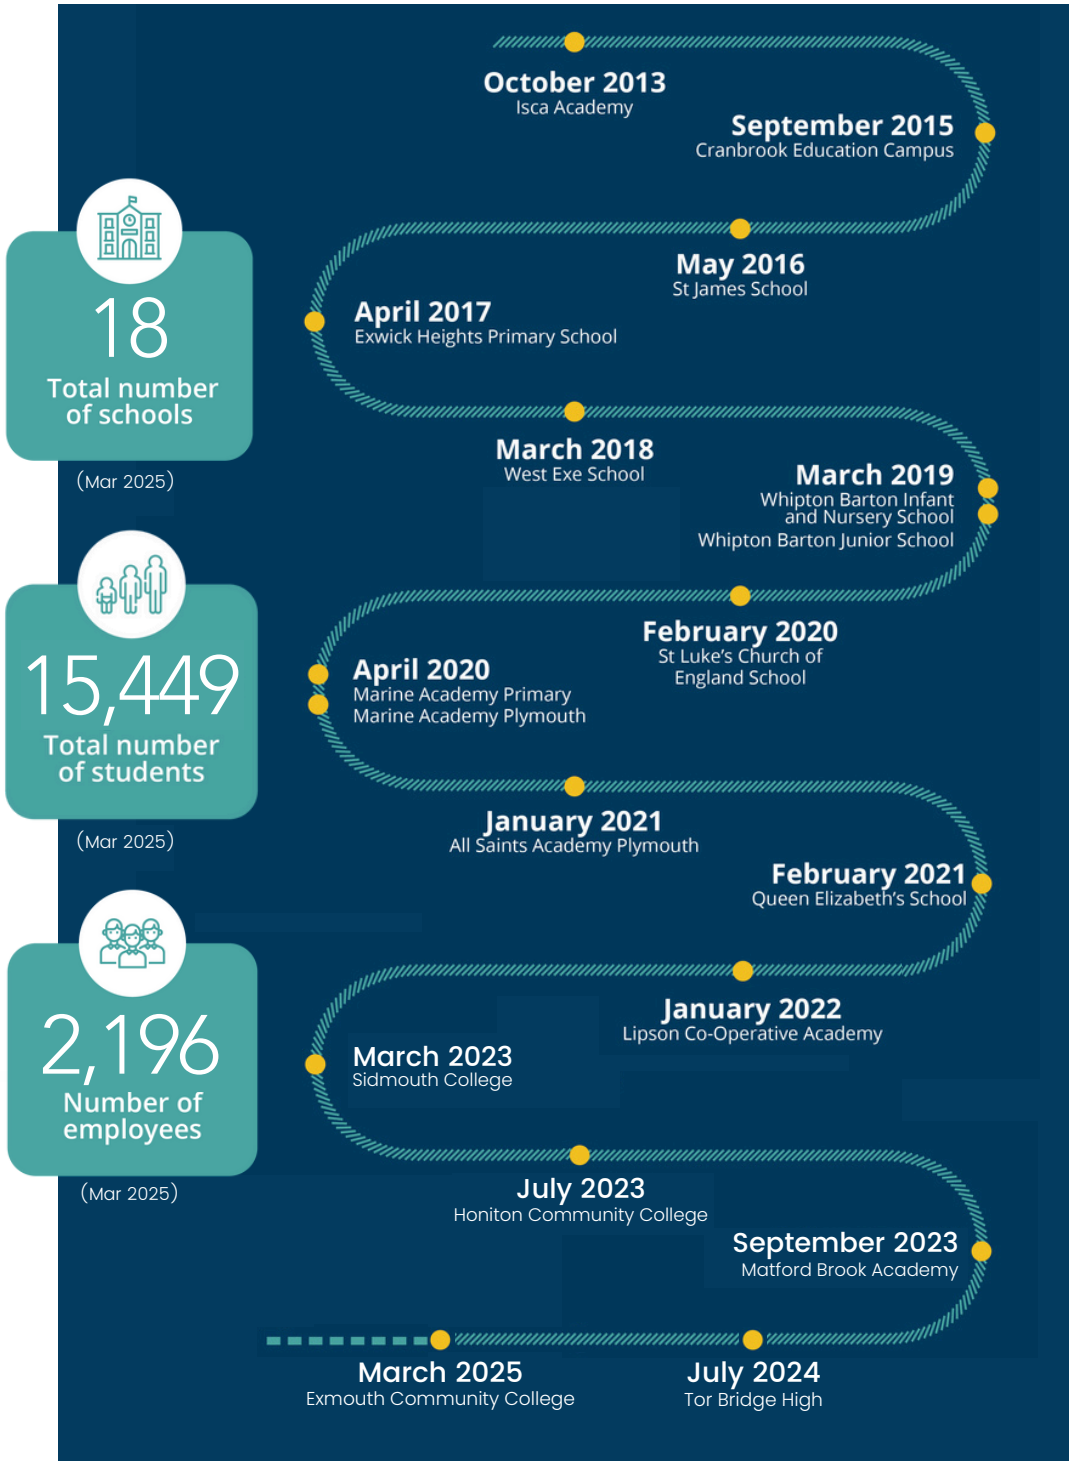 October 2013
Isca Academy
September 2015
Cranbrook Education Campus
May 2016
St James School
April 2017
Exwick Heights Primary School
March 2018
West Exe School
March 2019
Whipton Barton Infant
and Nursery School
Whipton Barton Junior School
February 2020
St Luke's Church of
England School
April 2020
Marine Academy Primary
Marine Academy Plymouth
January 2021
All Saints Academy Plymouth
February 2021
Queen Elizabeth's School
January 2022
Lipson Co-Operative Academy
March 2023
Sidmouth College
July 2023
Honiton Community College
September 2023
Matford Brook Academy
July 2024
Tor Bridge High
March 2025
Exmouth Community College
18
Total number
of schools
(Mar 2025)
15,449
Total number
of students
(Mar 2025)
2,196
Number of
employees
(Mar 2025)